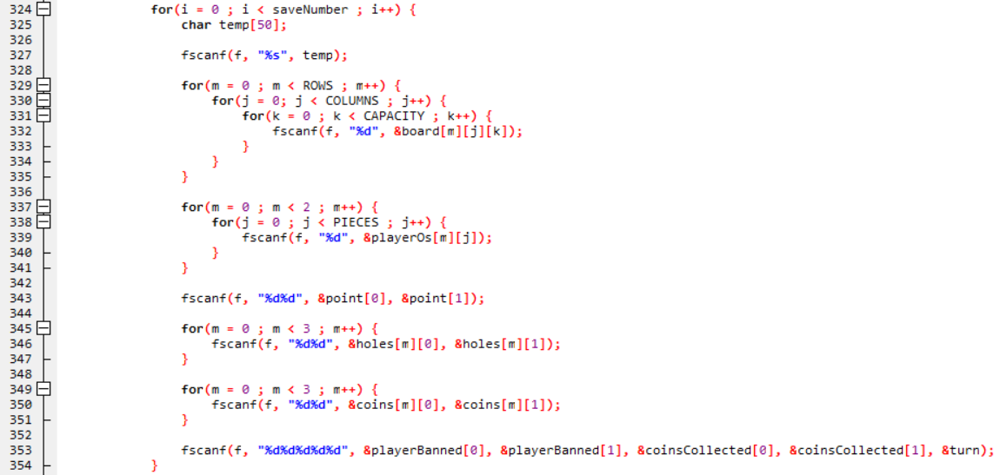 324 for(i = 0 ; i < saveNumber ; i++) {
325 char temp[50];
326
327 fscanf(f, "%s", temp);
328
329 for(m = 0 ; m < ROWS ; m++) {
330 for(j = 0; j < COLUMNS ; j++) {
331 for(k = 0 ; k < CAPACITY ; k++) {
332 fscanf(f, "%d", &board[m][j][k]);
333 }
334 }
335 }
336
337 for(m = 0 ; m < 2 ; m++) {
338 for(j = 0 ; j < PIECES ; j++) {
339 fscanf(f, "%d", &playerOs[m][j]);
340 }
341 }
342
343 fscanf(f, "%d%d", &point[0], &point[1]);
344
345 for(m = 0 ; m < 3 ; m++) {
346 fscanf(f, "%d%d", &holes[m][0], &holes[m][1]);
347 }
348
349 for(m = 0 ; m < 3 ; m++) {
350 fscanf(f, "%d%d", &coins[m][0], &coins[m][1]);
351 }
352
353 fscanf(f, "%d%d%d%d%d", &playerBanned[0], &playerBanned[1], &coinsCollected[0], &coinsCollected[1], &turn);
354 }